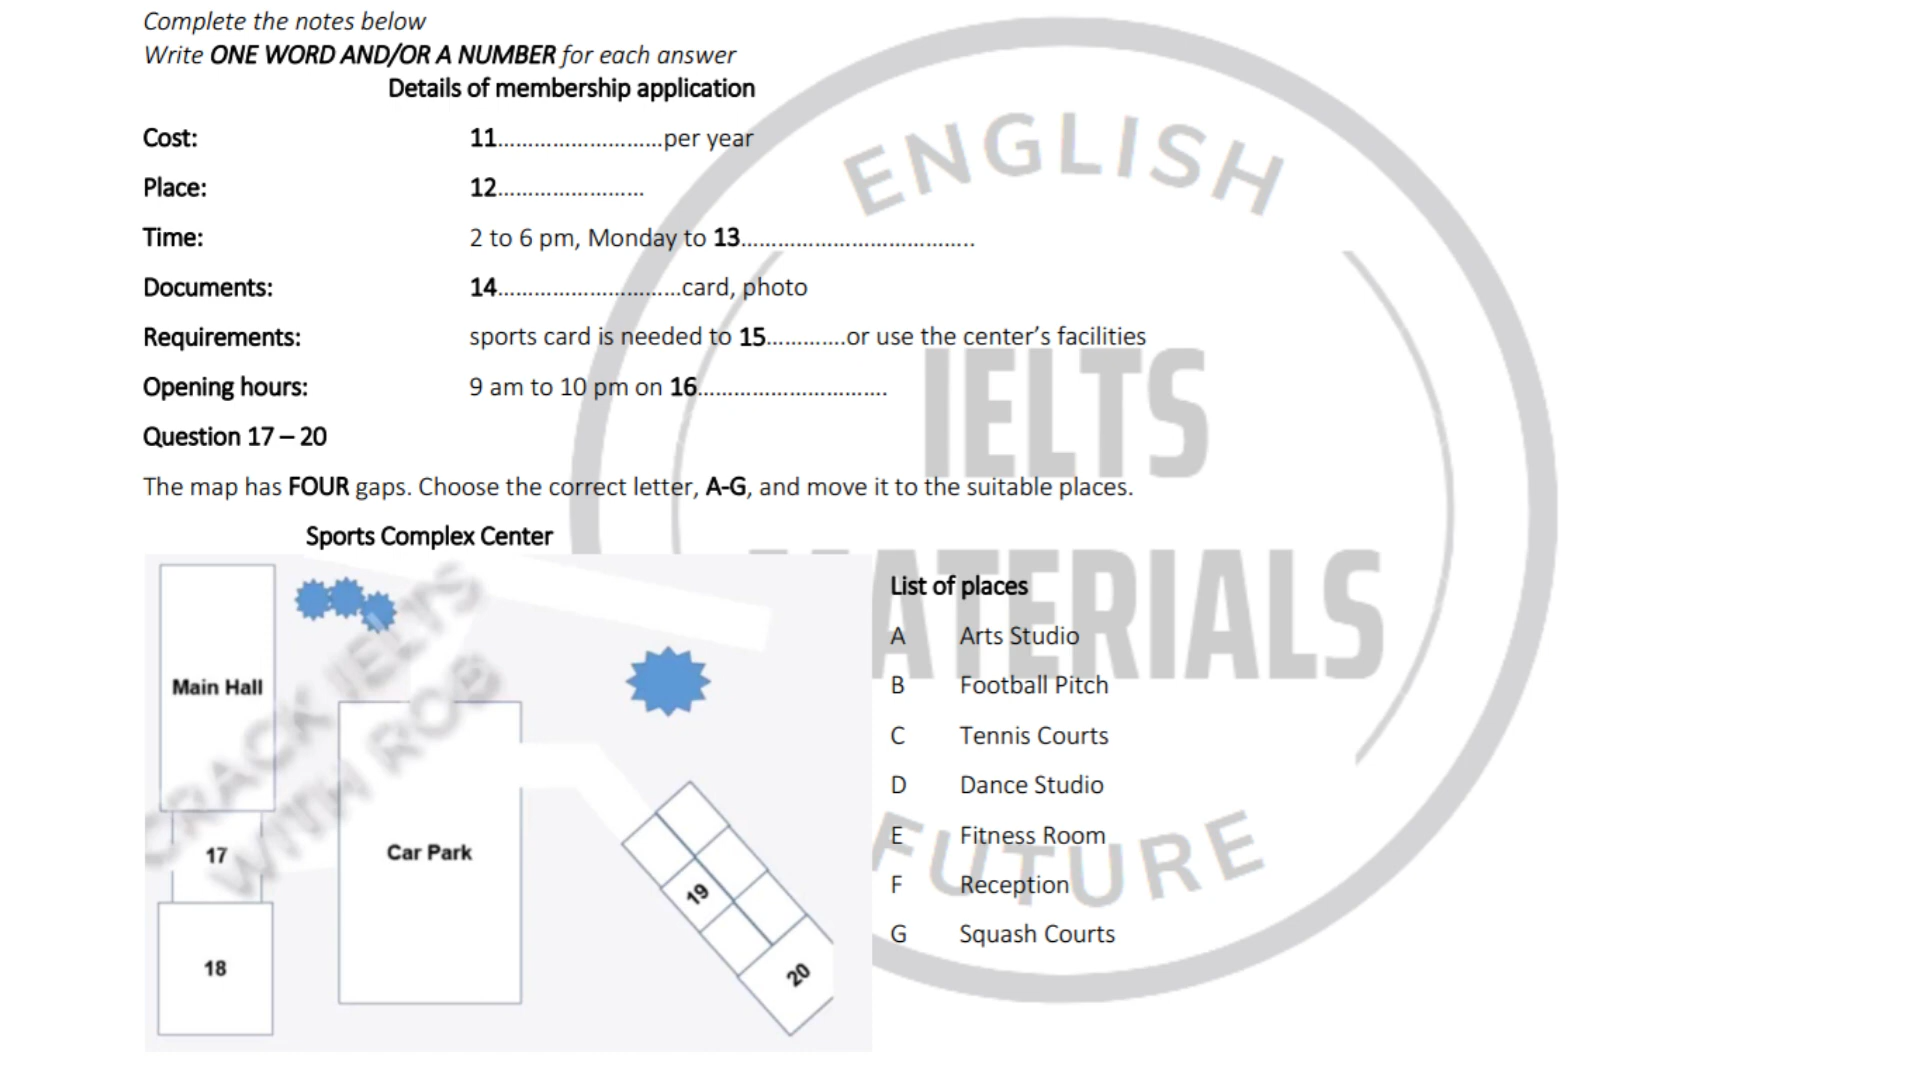 Complete the notes below
Write ONE WORD AND/OR A NUMBER for each answer
Details of membership application
Cost: 11...........................per year
Place: 12........................
Time: 2 to 6 pm, Monday to 13......................................
Documents: 14..............................card, photo
Requirements: sports card is needed to 15.............or use the center’s facilities
Opening hours: 9 am to 10 pm on 16...............................
Question 17 – 20
The map has FOUR gaps. Choose the correct letter, A-G, and move it to the suitable places.
Sports Complex Center
Main Hall
17
18
Car Park
19
20
CRACK IELTS
WITH ROB
List of places
A Arts Studio
B Football Pitch
C Tennis Courts
D Dance Studio
E Fitness Room
F Reception
G Squash Courts
ENGLISH
IELTS
MATERIALS
FUTURE